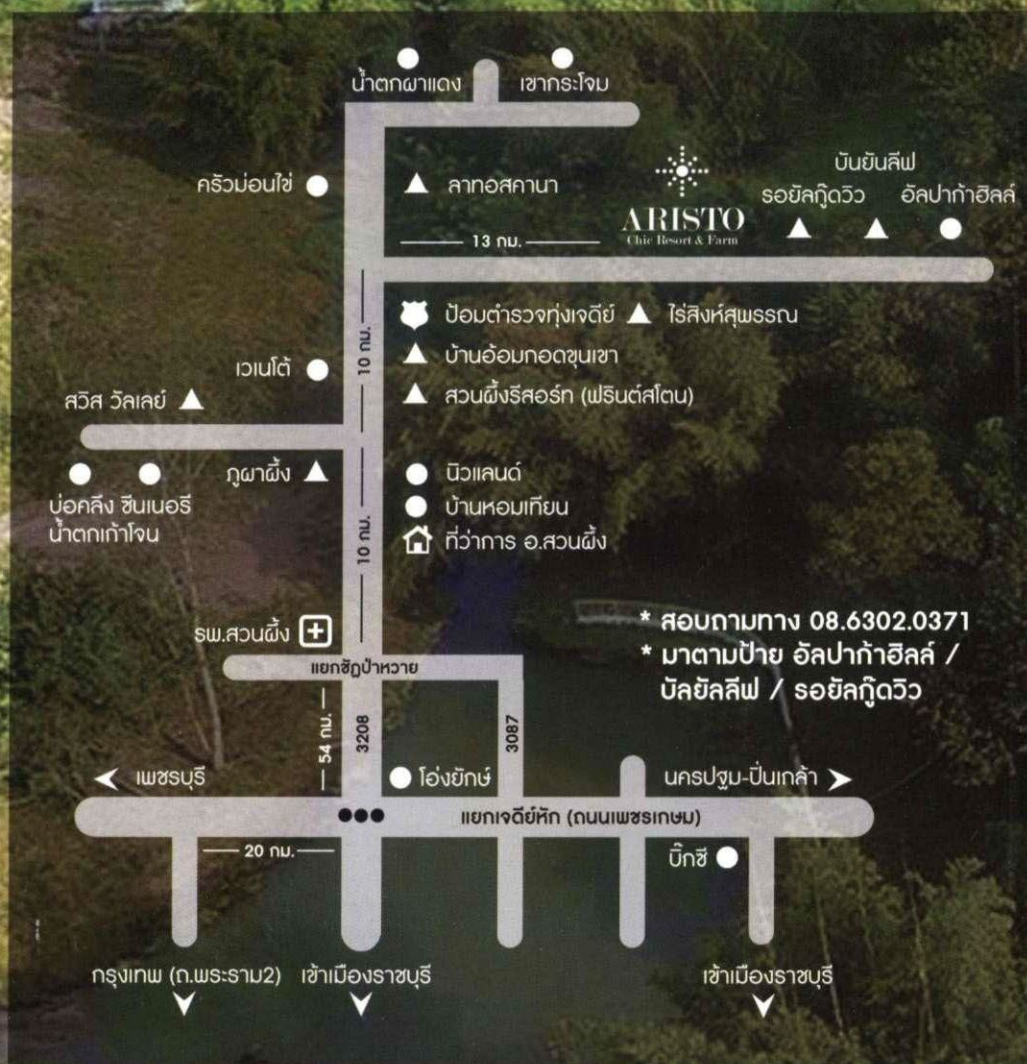 น้ำตกผาแดง
เขากระโจม
ครัวม่อนไข่
ลาทอสคานา
ARISTO
Chic Resort & Farm
บันยันลีฟ
รอยัลกู๊ดวิว
อัลปาก้าฮิลล์
13 กม.
ป้อมตำรวจทุ่งเจดีย์
ไร่สิงห์สุพรรณ
บ้านอ้อมกอดขุนเขา
สวนผึ้งรีสอร์ท (ฟรินต์สโตน)
10 กม.
เวเนโต้
สวิส วัลเลย์
ภูผาผึ้ง
บ่อคลึง ซีนเนอรี
น้ำตกเก้าโจน
นิวแลนด์
บ้านหอมเทียน
ที่ว่าการ อ.สวนผึ้ง
10 กม.
รพ.สวนผึ้ง
แยกชัฏป่าหวาย
* สอบถามทาง 08.6302.0371
* มาตามป้าย อัลปาก้าฮิลล์ /
บัลยัลลีฟ / รอยัลกู๊ดวิว
54 กม.
3208
3087
เพชรบุรี
โอ่งยักษ์
นครปฐม-ปิ่นเกล้า
แยกเจดีย์หัก (ถนนเพชรเกษม)
20 กม.
บิ๊กซี
กรุงเทพ (ถ.พระราม2)
เข้าเมืองราชบุรี
เข้าเมืองราชบุรี